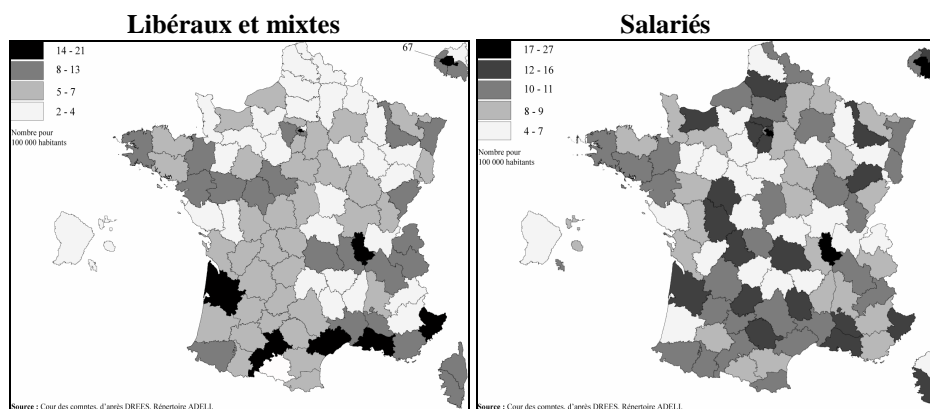 Libéraux et mixtes
14 - 21
8 - 13
5 - 7
2 - 4
Nombre pour
100 000 habitants
67
Source : Cour des comptes, d'après DREES, Répertoire ADELI.
Salariés
17 - 27
12 - 16
10 - 11
8 - 9
4 - 7
Nombre pour
100 000 habitants
Source : Cour des comptes, d'après DREES, Répertoire ADELI.